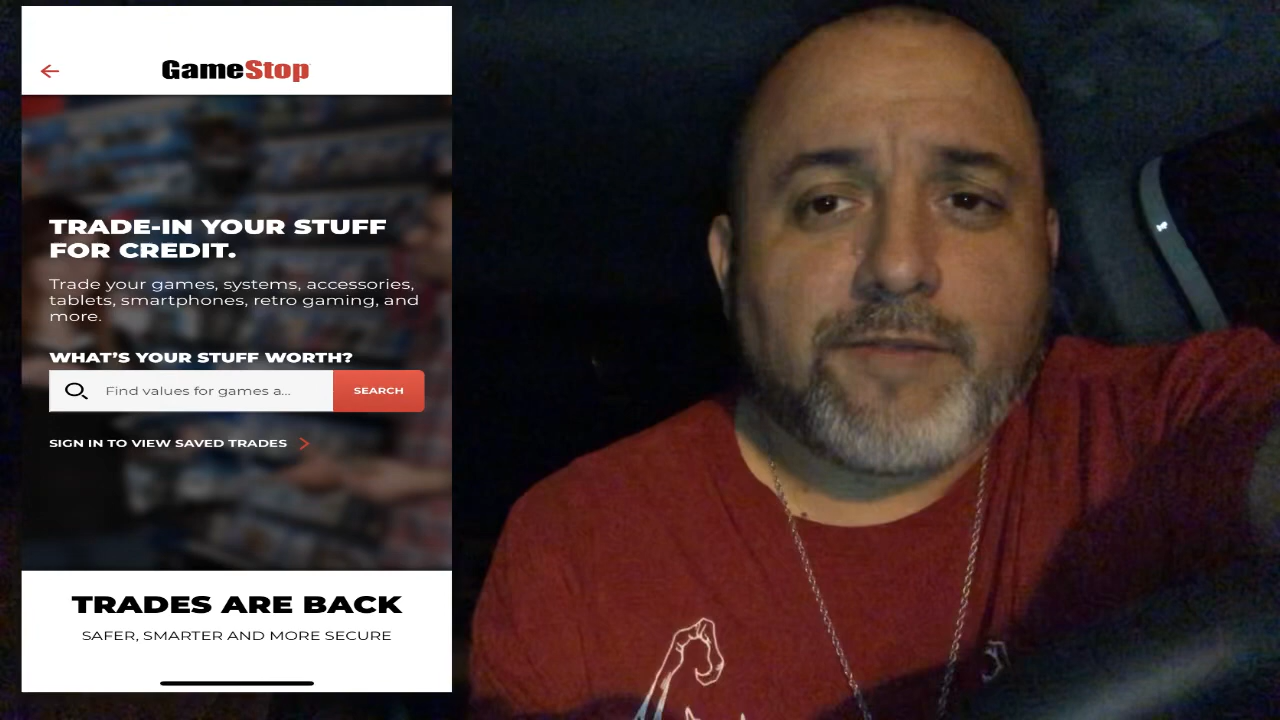 GameStop
TRADE-IN YOUR STUFF
FOR CREDIT.
Trade your games, systems, accessories,
tablets, smartphones, retro gaming, and
more.
WHAT'S YOUR STUFF WORTH?
Find values for games a...
SEARCH
SIGN IN TO VIEW SAVED TRADES
TRADES ARE BACK
SAFER, SMARTER AND MORE SECURE